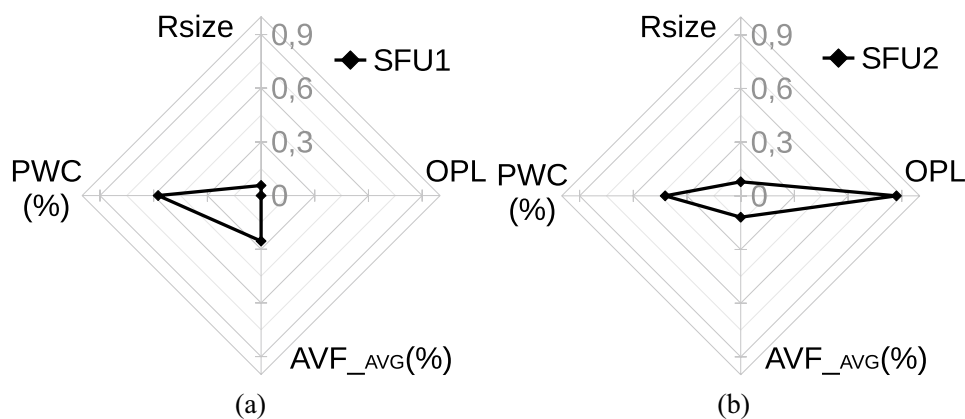 Rsize
0,9
SFU1
0,6
0,3
PWC
(%)
OPL
0
AVF_AVG(%)
(a)
Rsize
0,9
SFU2
0,6
0,3
PWC
(%)
OPL
0
AVF_AVG(%)
(b)